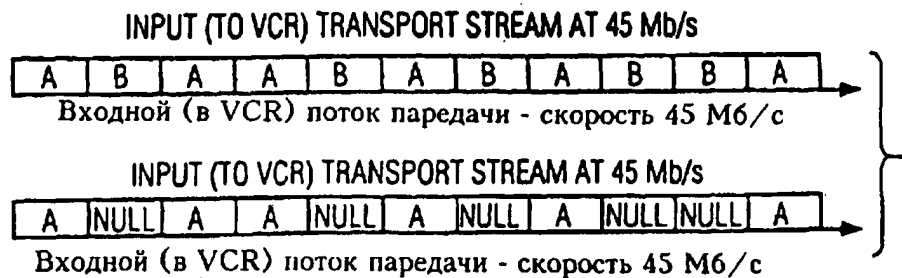 INPUT (TO VCR) TRANSPORT STREAM AT 45 Mb/s
A B A A B A B A B B A
Входной (в VCR) поток паредачи - скорость 45 Мб/с
INPUT (TO VCR) TRANSPORT STREAM AT 45 Mb/s
A NULL A A NULL A NULL A NULL NULL A
Входной (в VCR) поток паредачи - скорость 45 Мб/с